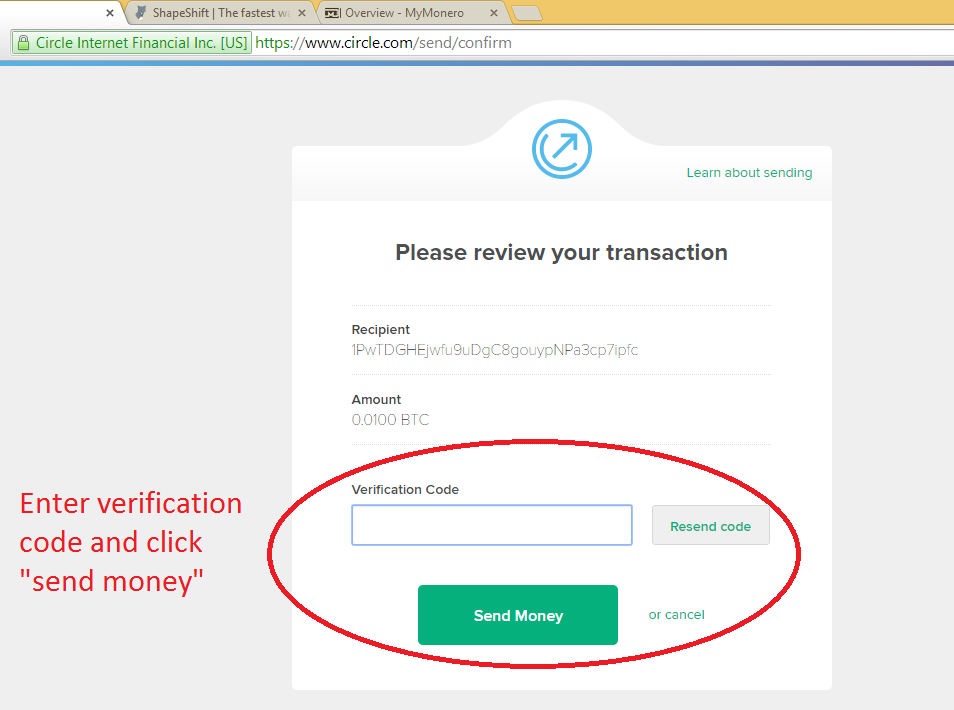 ShapeShift | The fastest
Overview - MyMonero
Circle Internet Financial Inc. [US] https://www.circle.com/send/confirm
Learn about sending
Please review your transaction
Recipient
1PwTDGHEjwfu9uDgC8gouypNPa3cp7ipfc
Amount
0.0100 BTC
Verification Code
Resend code
Enter verification
code and click
"send money"
Send Money
or cancel